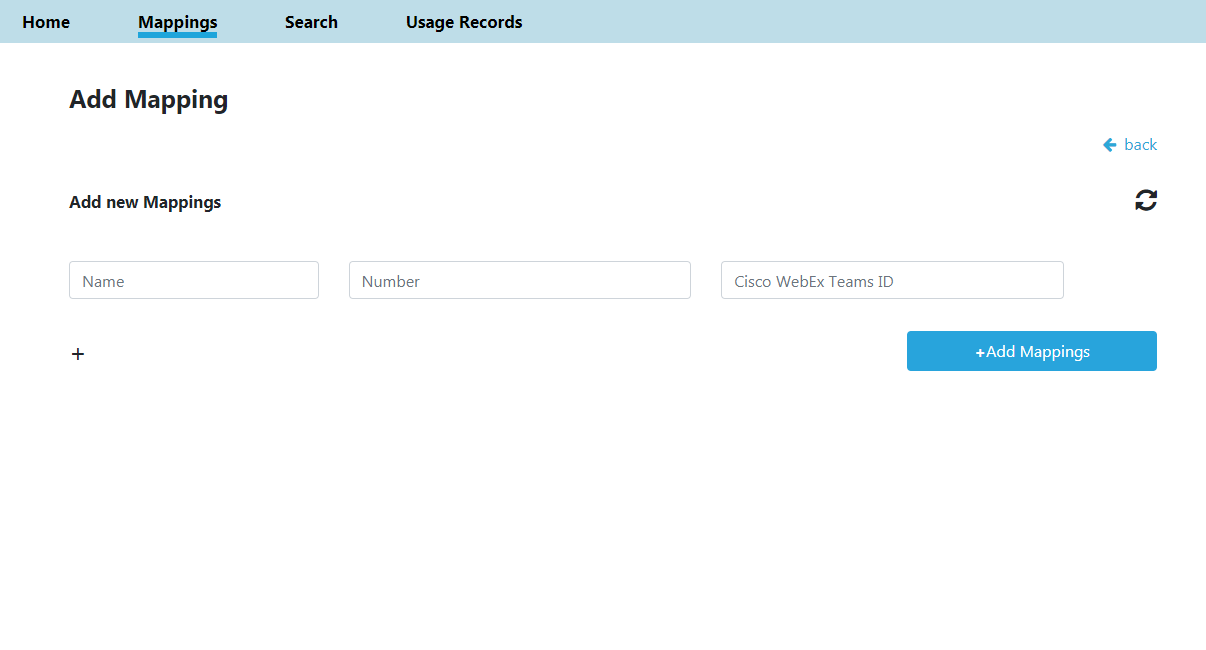 Home Mappings Search Usage Records
Add Mapping
back
Add new Mappings
Name Number Cisco WebEx Teams ID
+ +Add Mappings